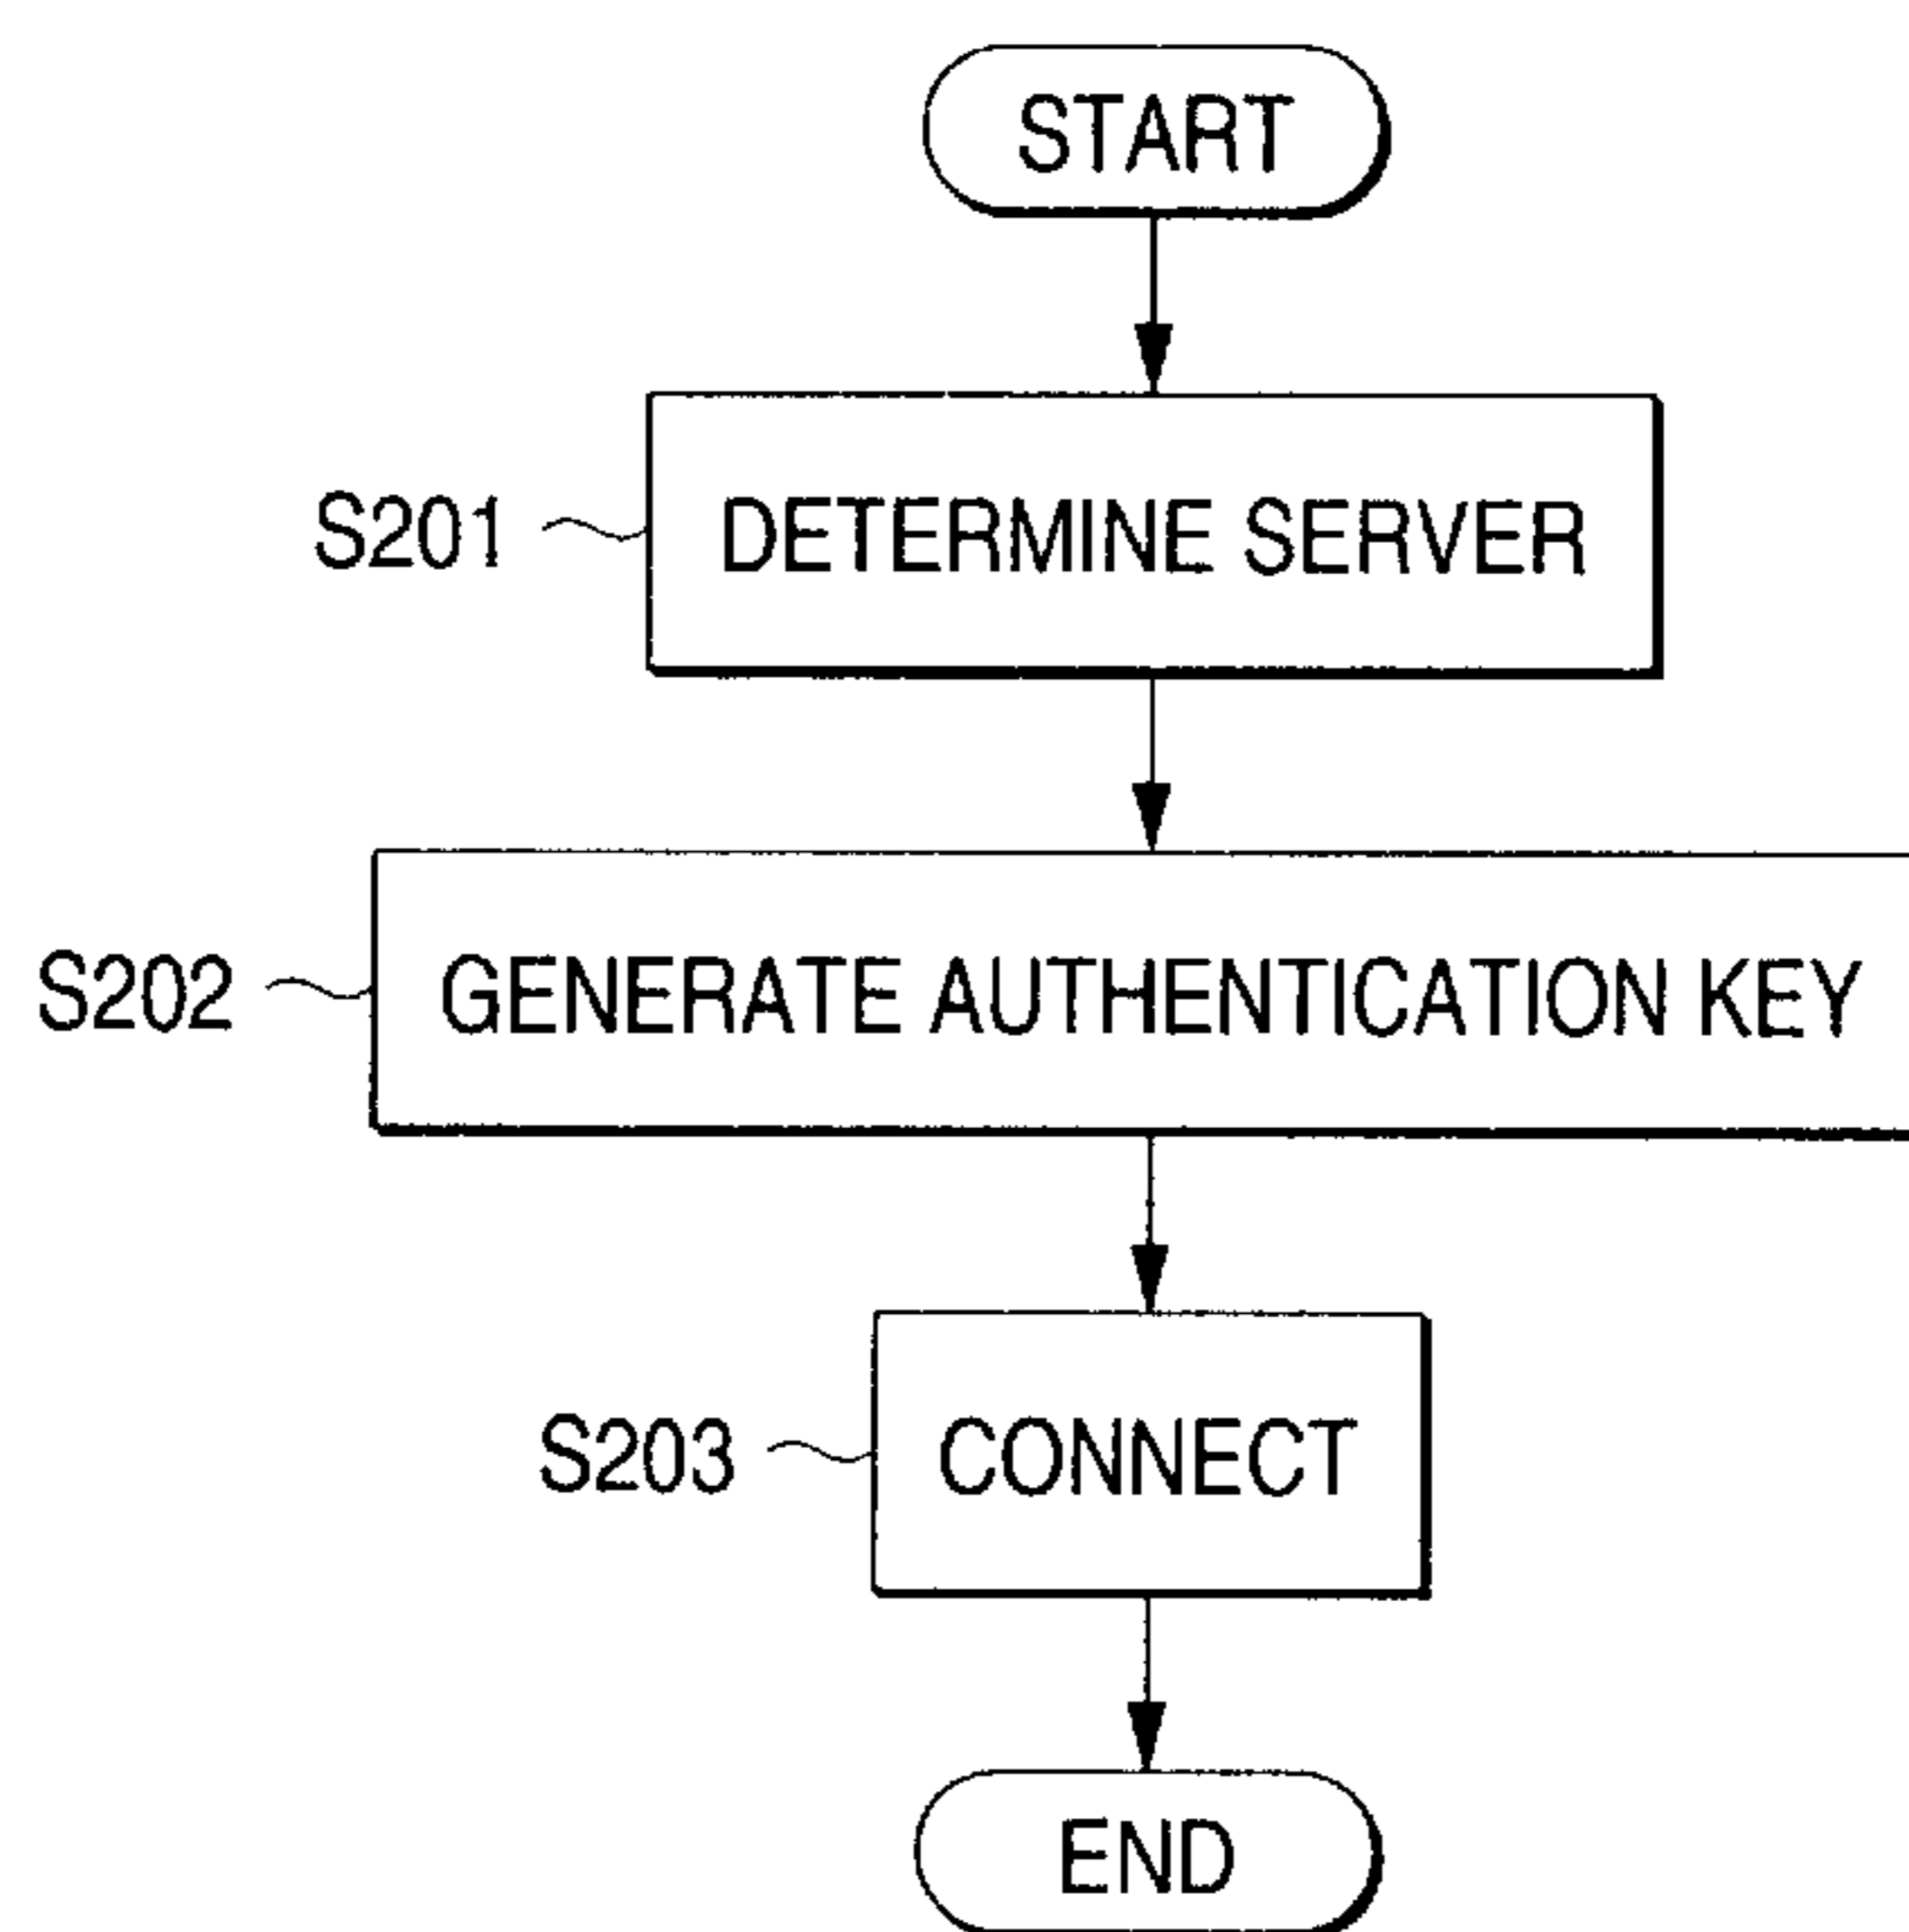 START
S201 DETERMINE SERVER
S202 GENERATE AUTHENTICATION KEY
S203 CONNECT
END